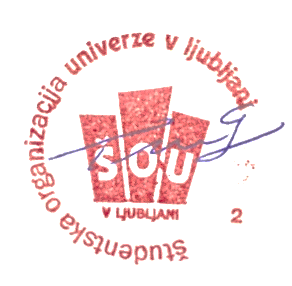 študentska organizacija univerze v ljubljani
ŠOU
V LJUBLJANI
2